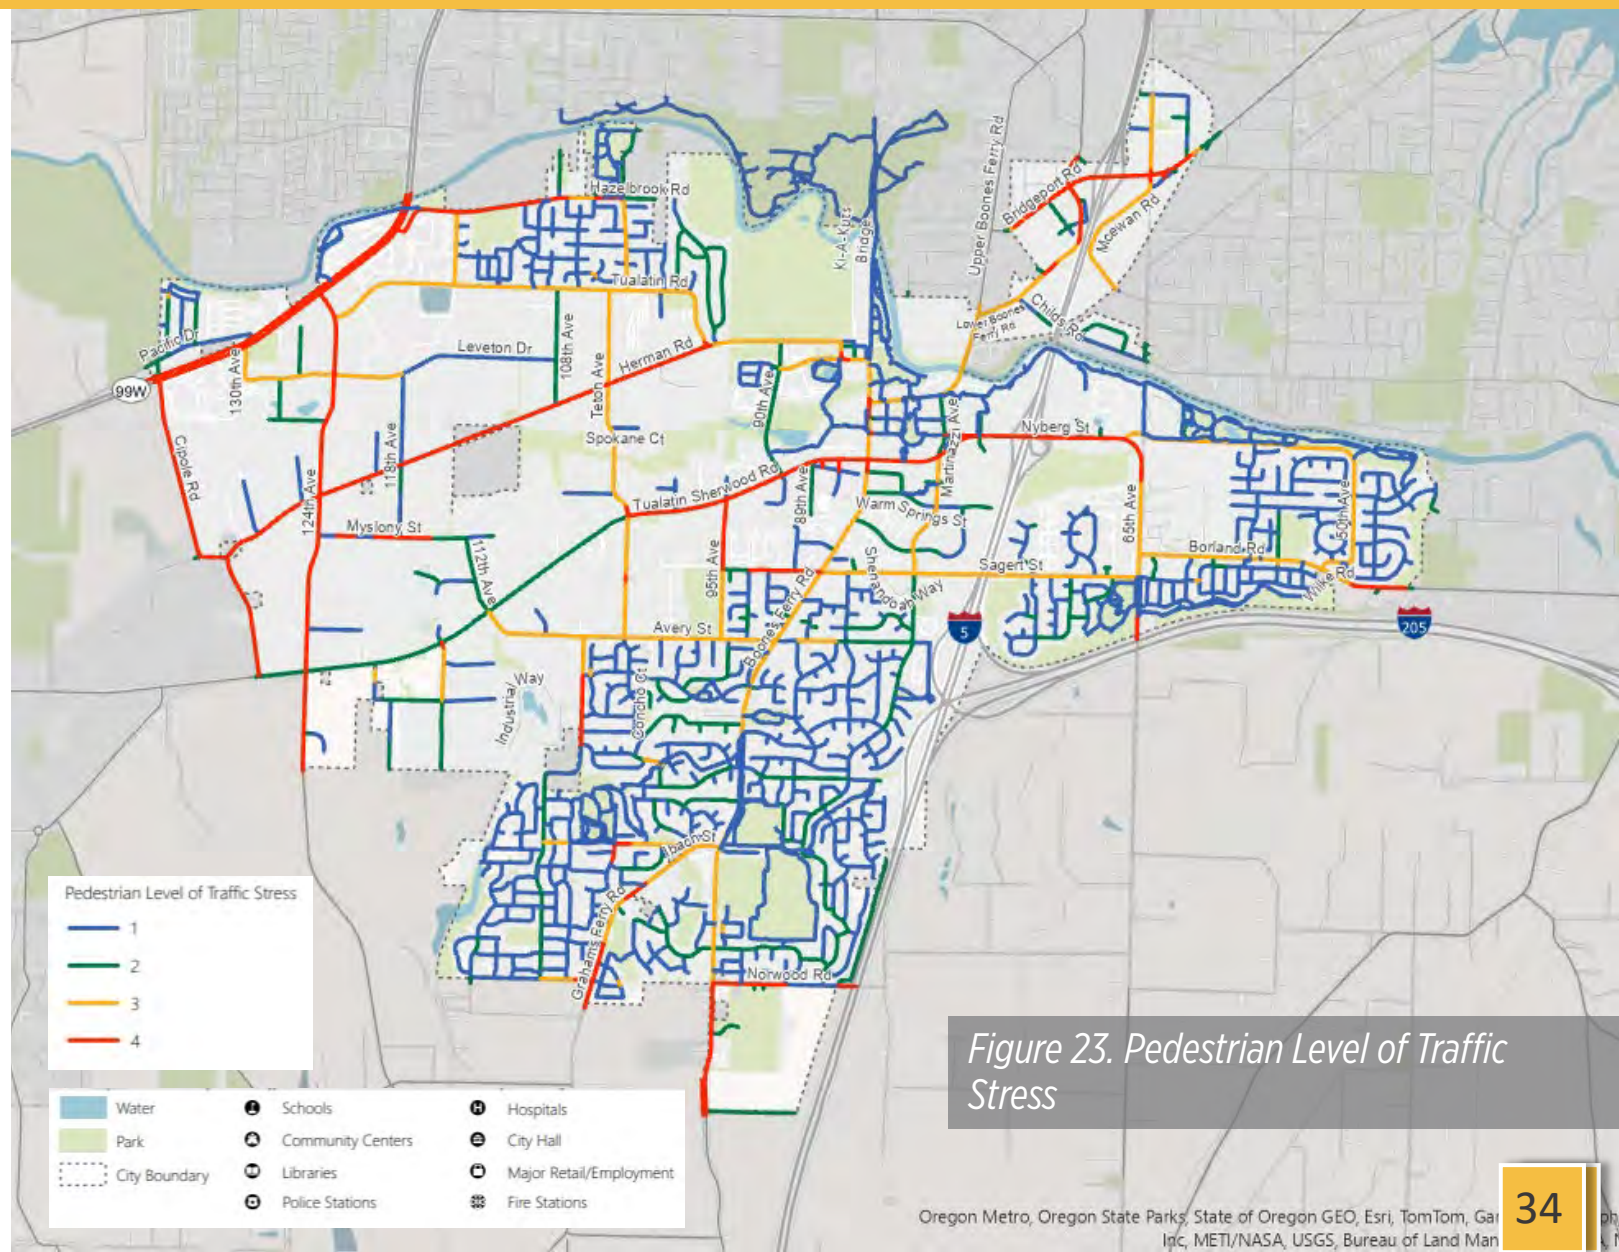 Hazelbrook Rd
Upper Boones Ferry Rd
Bridgeport Rd
Mcewan Rd
Ki-A-Kuts
Bridge
Tualatin Rd
Lower Boones
Ferry Rd
Childs Rd
Pacific Dr
99W
130th Ave
Leveton Dr
108th Ave
Teton Ave
Herman Rd
90th Ave
Martinazzi Ave
Nyberg St
Cipole Rd
118th Ave
Spokane Ct
124th Ave
Tualatin Sherwood Rd
89th Ave
Warm Springs St
65th Ave
50th Ave
Myslony St
112th Ave
95th Ave
Shenandoah Way
Sagert St
Borland Rd
Wilke Rd
Boones Ferry Rd
Avery St
5
205
Industrial Way
Concho Ct
Ibach St
Grahams Ferry Rd
Norwood Rd
Pedestrian Level of Traffic Stress
1
2
3
4
Water
Schools
Hospitals
Park
Community Centers
City Hall
City Boundary
Libraries
Major Retail/Employment
Police Stations
Fire Stations
Figure 23. Pedestrian Level of Traffic
Stress
34
Oregon Metro, Oregon State Parks, State of Oregon GEO, Esri, TomTom, Gar
Inc, METI/NASA, USGS, Bureau of Land Man